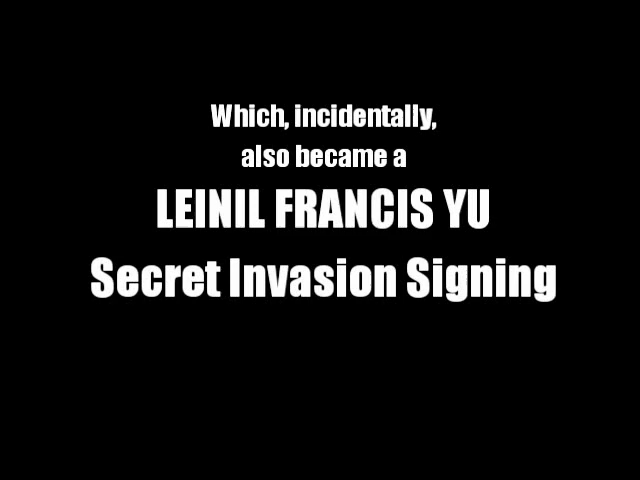 Which, incidentally,
also became a
LEINIL FRANCIS YU
Secret Invasion Signing